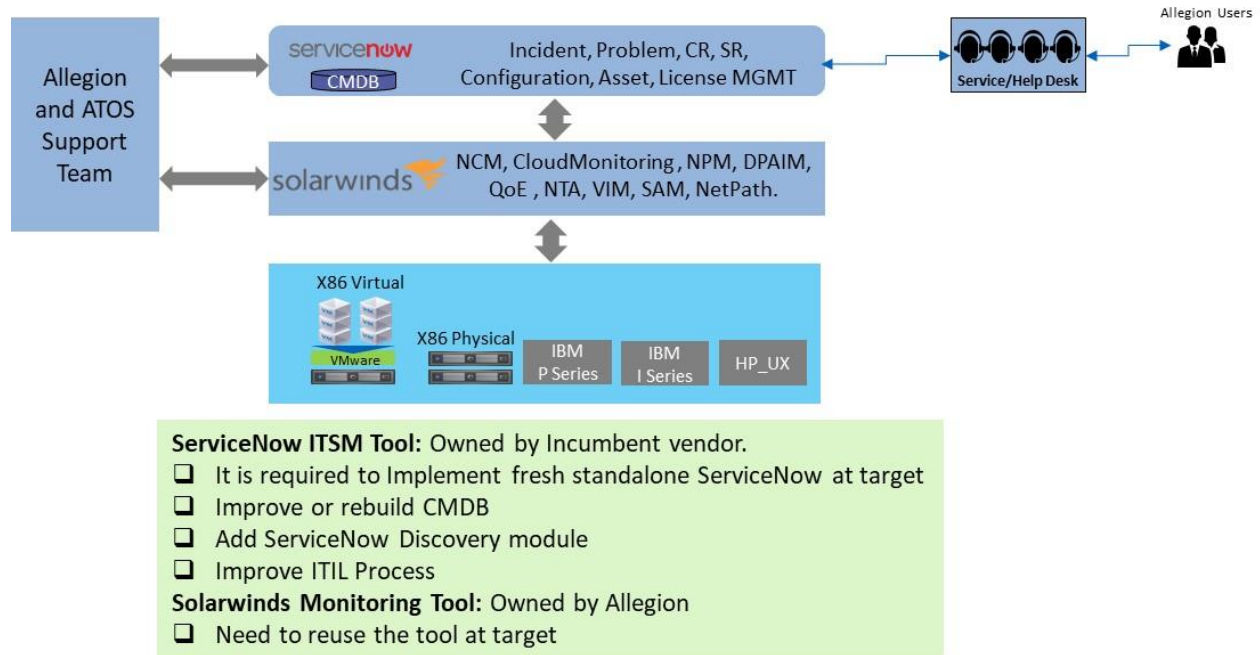 Allegion Users
Allegion
and ATOS
Support
Team
servicenow
CMDB
Incident, Problem, CR, SR,
Configuration, Asset, License MGMT
Service/Help Desk
solarwinds
NCM, CloudMonitoring , NPM, DPAIM,
QoE , NTA, VIM, SAM, NetPath.
X86 Virtual
VMware
X86 Physical
IBM
P Series
IBM
I Series
HP_UX
ServiceNow ITSM Tool: Owned by Incumbent vendor.
❑ It is required to Implement fresh standalone ServiceNow at target
❑ Improve or rebuild CMDB
❑ Add ServiceNow Discovery module
❑ Improve ITIL Process
Solarwinds Monitoring Tool: Owned by Allegion
❑ Need to reuse the tool at target